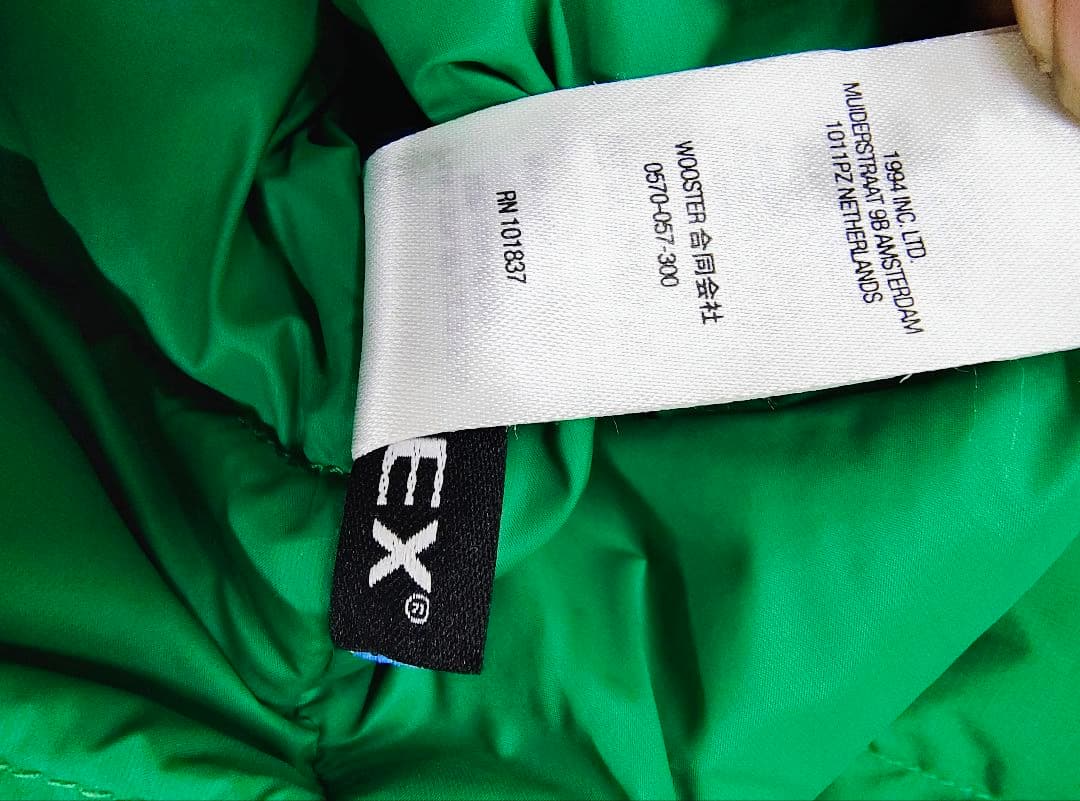 1994 INC. LTD.
MUIDERSTRAAT 9B AMSTERDAM
1011PZ NETHERLANDS
WOOSTER 合同会社
0570-057-300
RN 101837
EX®